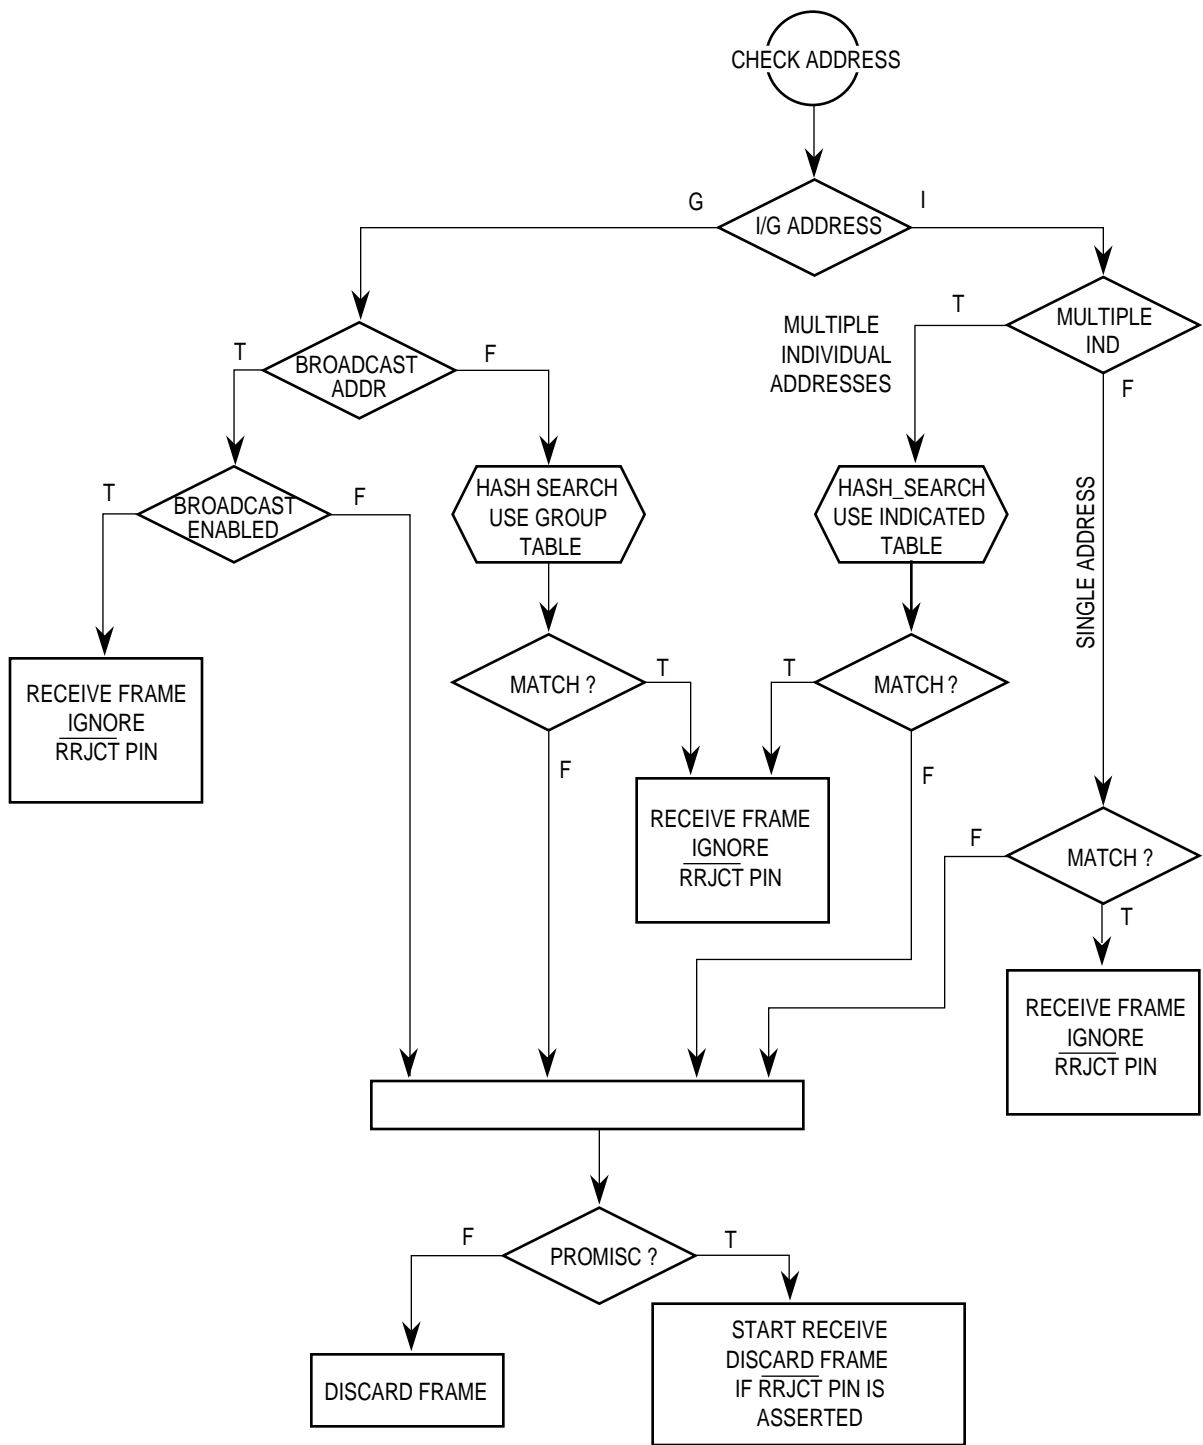 CHECK ADDRESS
G
I
I/G ADDRESS
T
MULTIPLE
IND
F
MULTIPLE
INDIVIDUAL
ADDRESSES
T
BROADCAST
ADDR
F
T
BROADCAST
ENABLED
F
HASH SEARCH
USE GROUP
TABLE
HASH_SEARCH
USE INDICATED
TABLE
SINGLE ADDRESS
RECEIVE FRAME
IGNORE
RRJCT PIN
MATCH ?
T
F
T
MATCH ?
F
RECEIVE FRAME
IGNORE
RRJCT PIN
F
MATCH ?
T
RECEIVE FRAME
IGNORE
RRJCT PIN
F
PROMISC ?
T
DISCARD FRAME
START RECEIVE
DISCARD FRAME
IF RRJCT PIN IS
ASSERTED